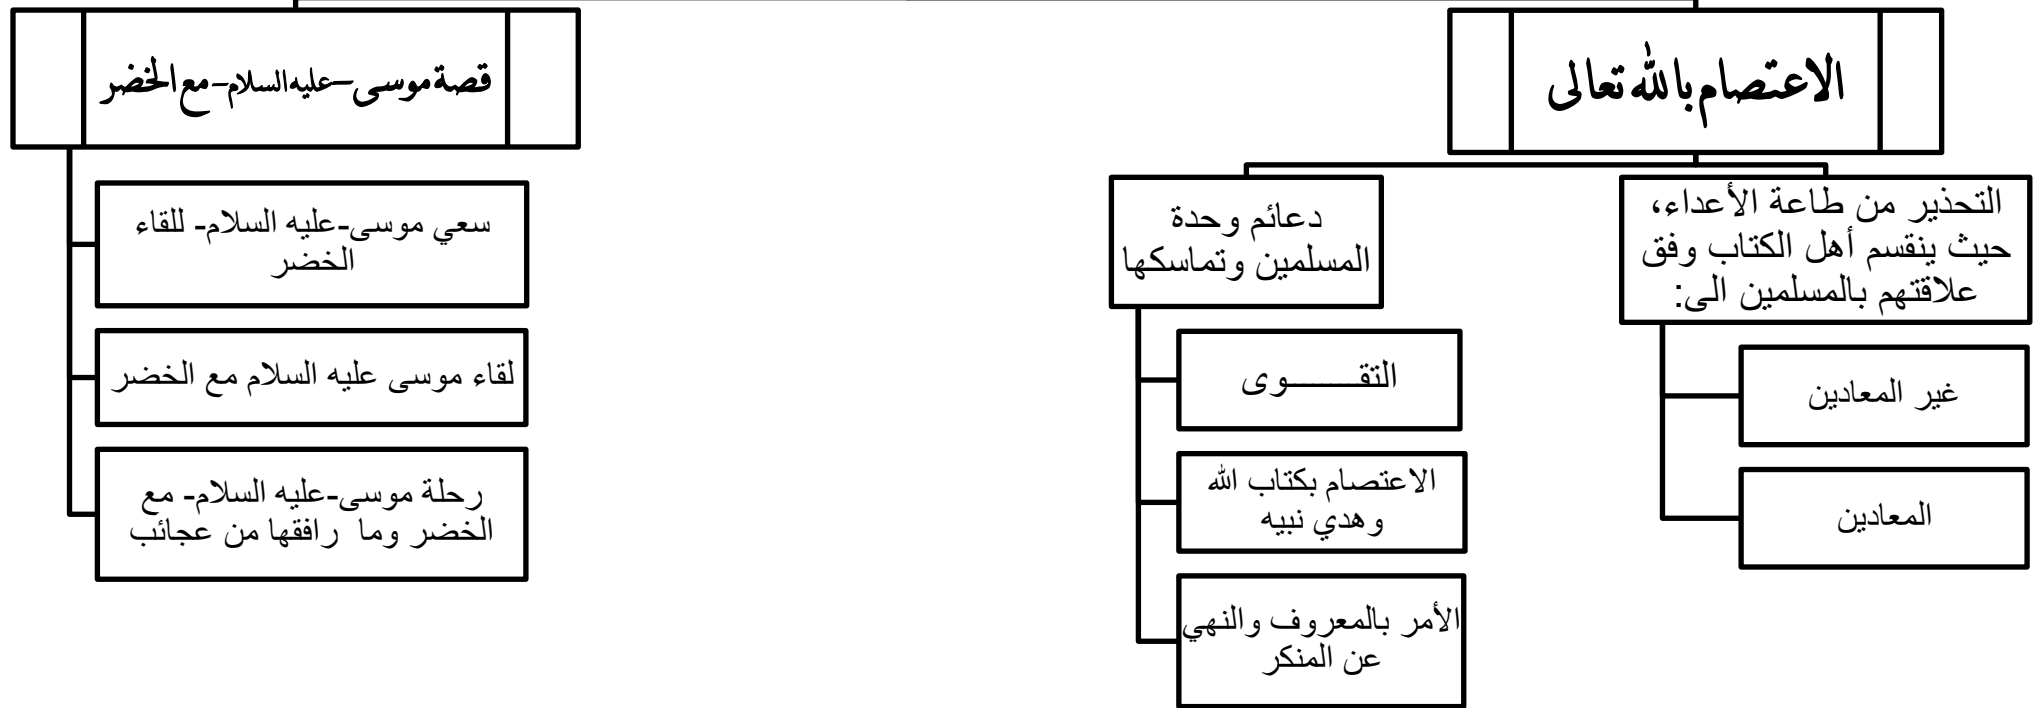 الاعتصام بالله تعالى
التحذير من طاعة الأعداء،
حيث ينقسم أهل الكتاب وفق
علاقتهم بالمسلمين الى:
غير المعادين
المعادين
دعائم وحدة
المسلمين وتماسكها
التقـــــــوى
الاعتصام بكتاب الله
وهدي نبيه
الأمر بالمعروف والنهي
عن المنكر
قصة موسى -عليه السلام- مع الخضر
سعي موسى-عليه السلام- للقاء
الخضر
لقاء موسى عليه السلام مع الخضر
رحلة موسى-عليه السلام- مع
الخضر وما رافقها من عجائب